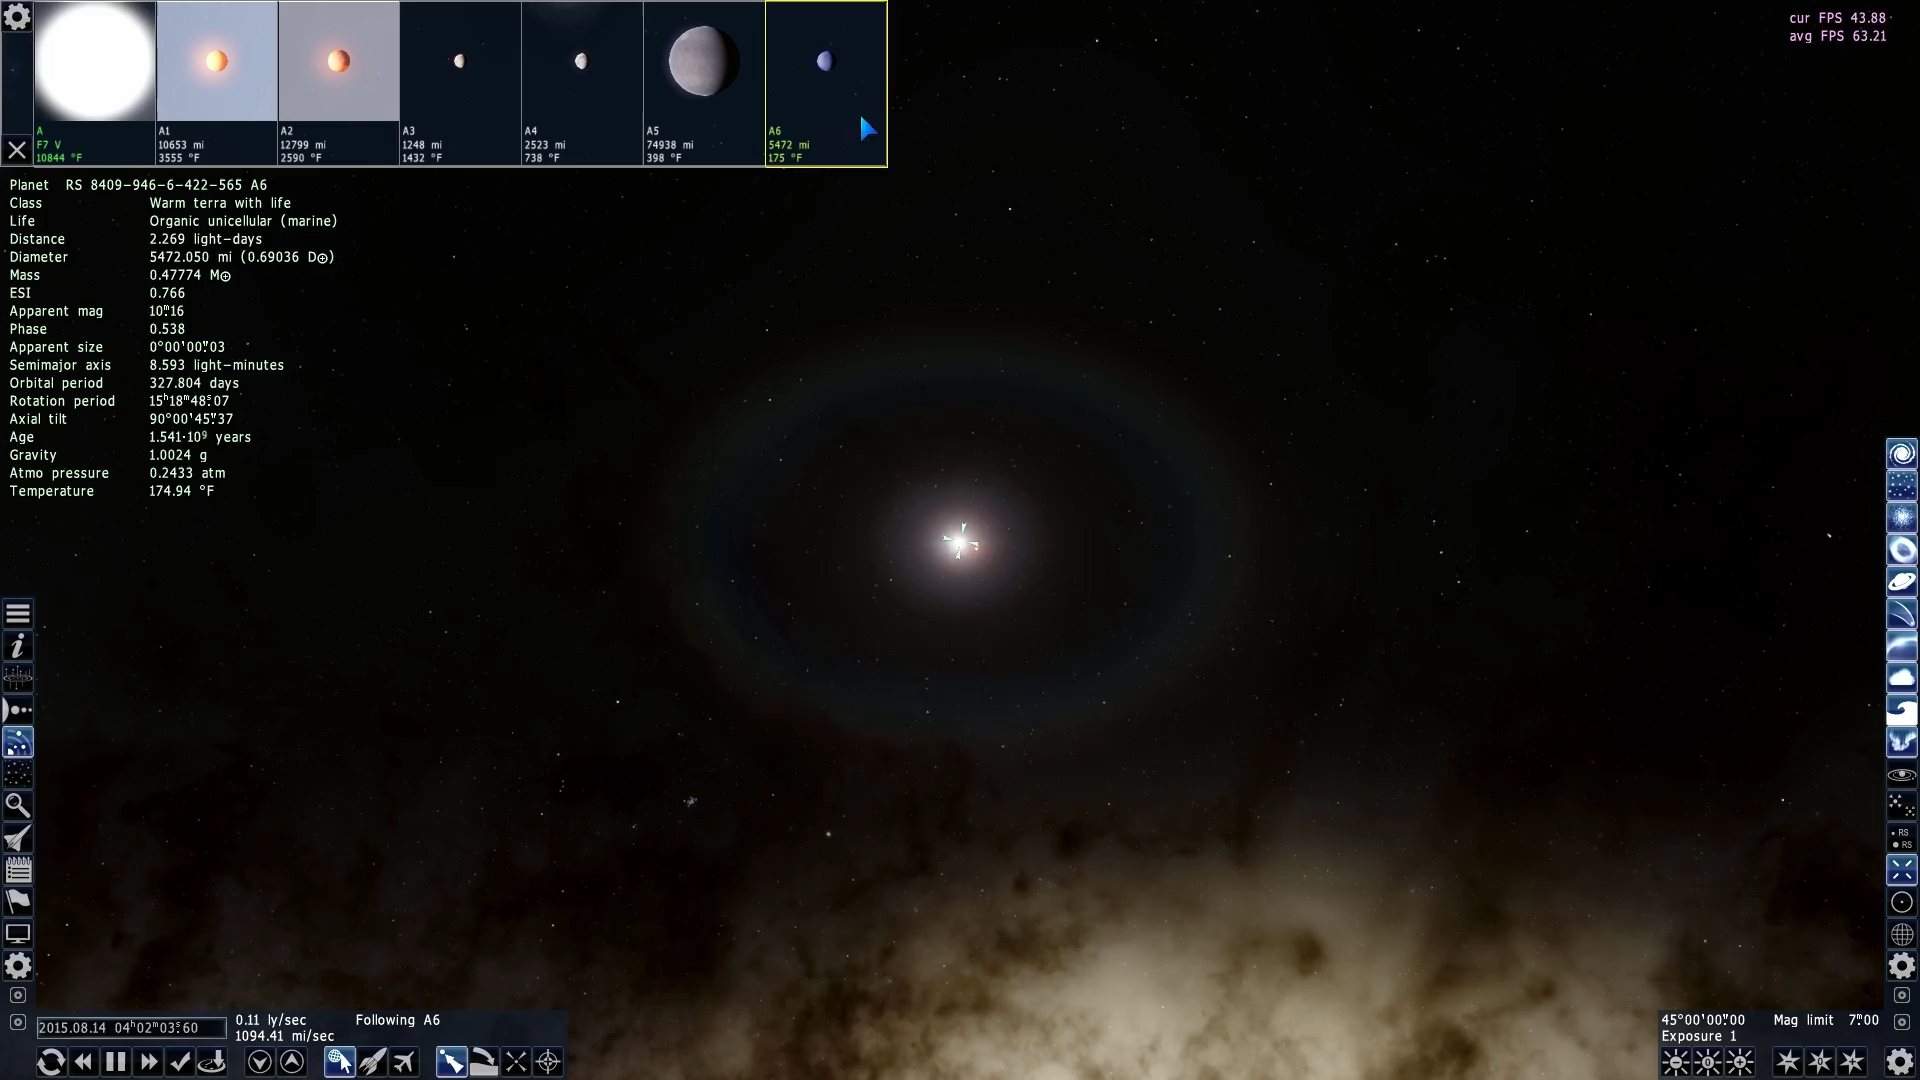 cur FPS 43.88
avg FPS 63.21
A
F7 V
10844 °F
A1
10653 mi
3555 °F
A2
12799 mi
2590 °F
A3
1248 mi
1432 °F
A4
2523 mi
738 °F
A5
74938 mi
398 °F
A6
5472 mi
175 °F
Planet RS 8409-946-6-422-565 A6
Class Warm terra with life
Life Organic unicellular (marine)
Distance 2.269 light-days
Diameter 5472.050 mi (0.69036 D⊕)
Mass 0.47774 M⊕
ESI 0.766
Apparent mag 10ᵐ.16
Phase 0.538
Apparent size 0°00'00".03
Semimajor axis 8.593 light-minutes
Orbital period 327.804 days
Rotation period 15ʰ18ᵐ48ˢ.07
Axial tilt 90°00'45".37
Age 1.541·10⁹ years
Gravity 1.0024 g
Atmo pressure 0.2433 atm
Temperature 174.94 °F
RS
RS
2015.08.14 04ʰ02ᵐ03ˢ.60
0.11 ly/sec
1094.41 mi/sec
Following A6
45°00'00".00 Mag limit 7ᵐ.00
Exposure 1